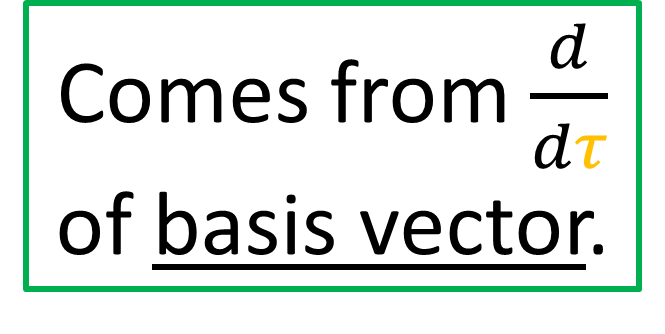 Comes from d/dτ
of basis vector.